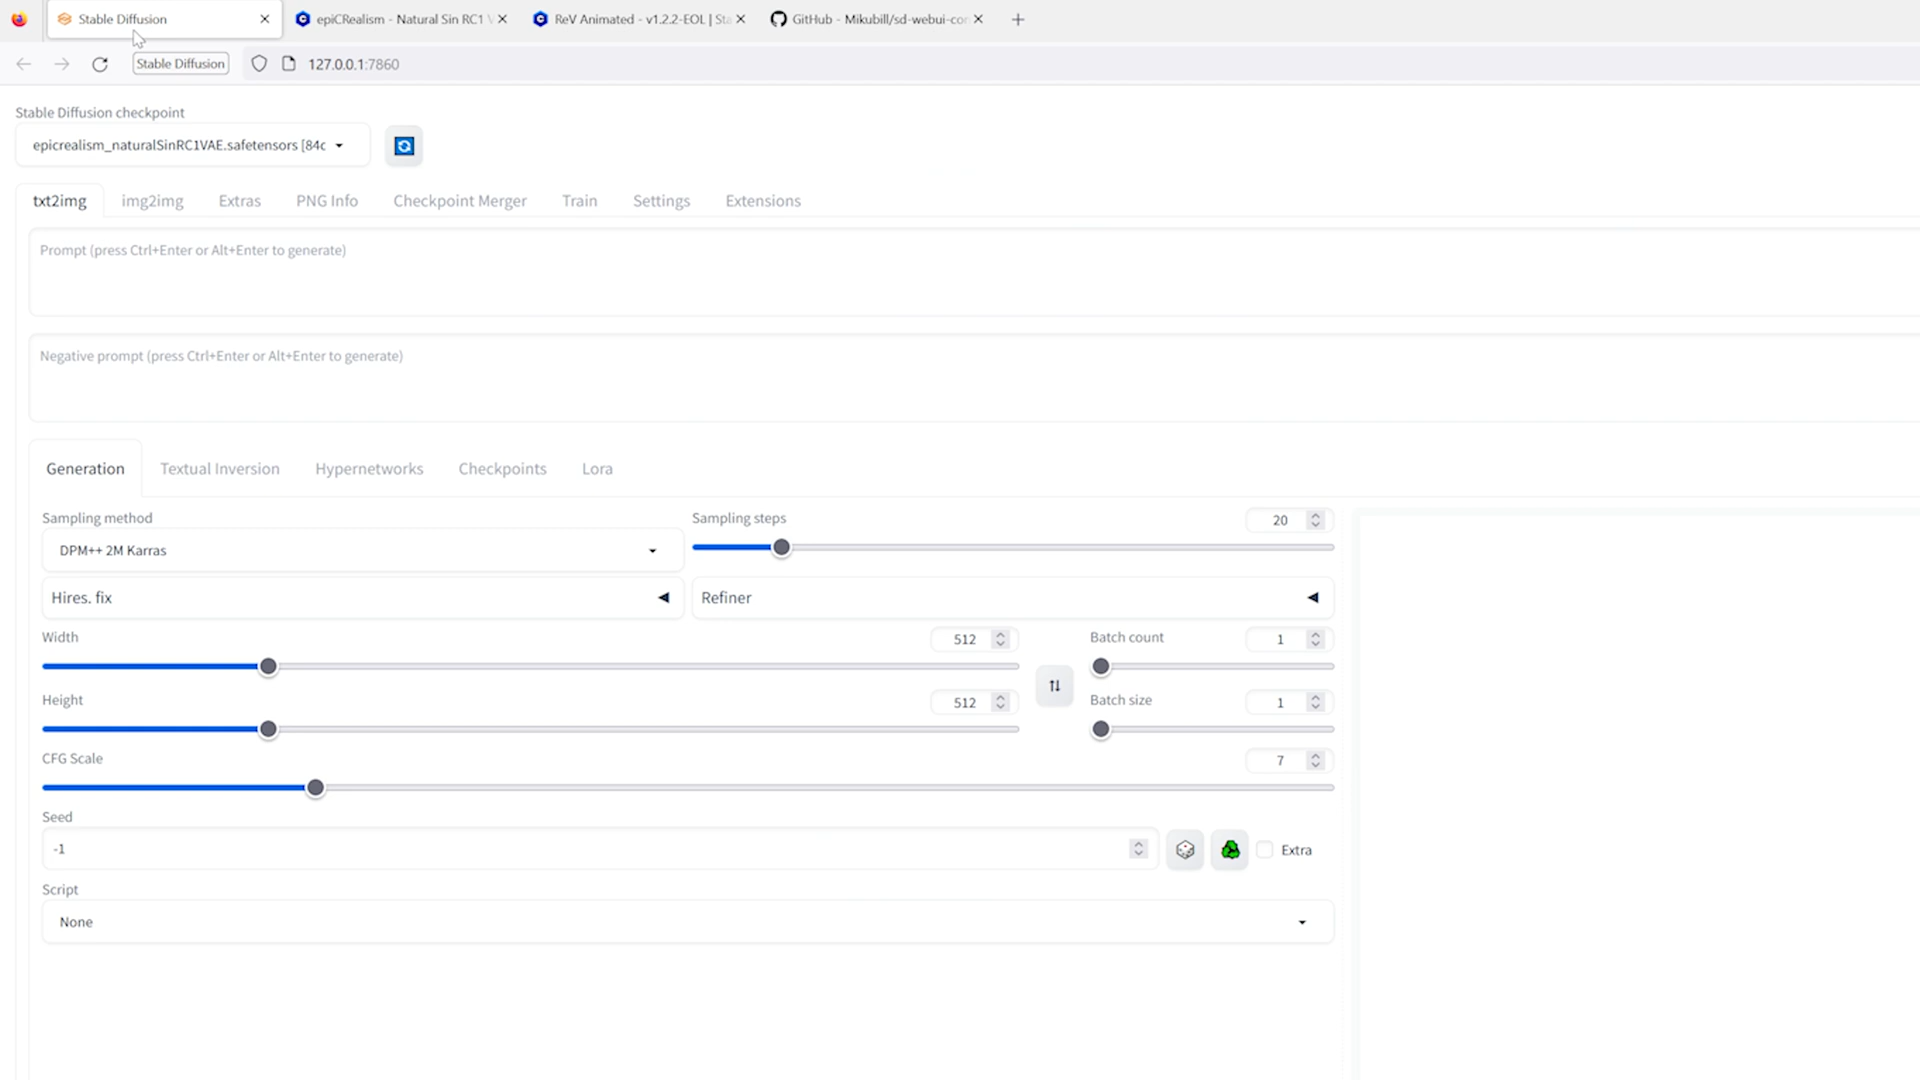 Stable Diffusion
epiCRealism - Natural Sin RC1
ReV Animated - v1.2.2-EOL | Sta
GitHub - Mikubill/sd-webui-con
Stable Diffusion
127.0.0.1:7860
Stable Diffusion checkpoint
epicrealism_naturalSinRC1VAE.safetensors [84c
txt2img img2img Extras PNG Info Checkpoint Merger Train Settings Extensions
Prompt (press Ctrl+Enter or Alt+Enter to generate)
Negative prompt (press Ctrl+Enter or Alt+Enter to generate)
Generation Textual Inversion Hypernetworks Checkpoints Lora
Sampling method
DPM++ 2M Karras
Sampling steps
20
Hires. fix
Refiner
Width
512
Batch count
1
Height
512
Batch size
1
CFG Scale
7
Seed
-1
Extra
Script
None